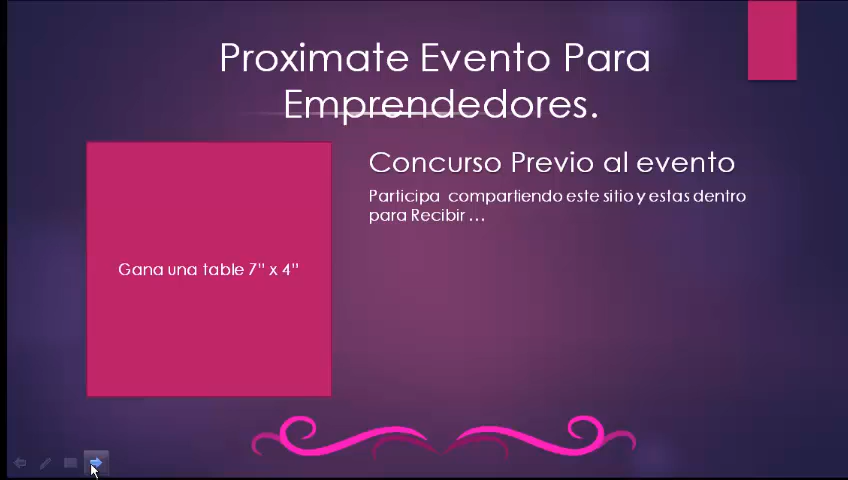 Proximate Evento Para
Emprendedores.
Concurso Previo al evento
Participa compartiendo este sitio y estas dentro
para Recibir ...
Gana una table 7" x 4"